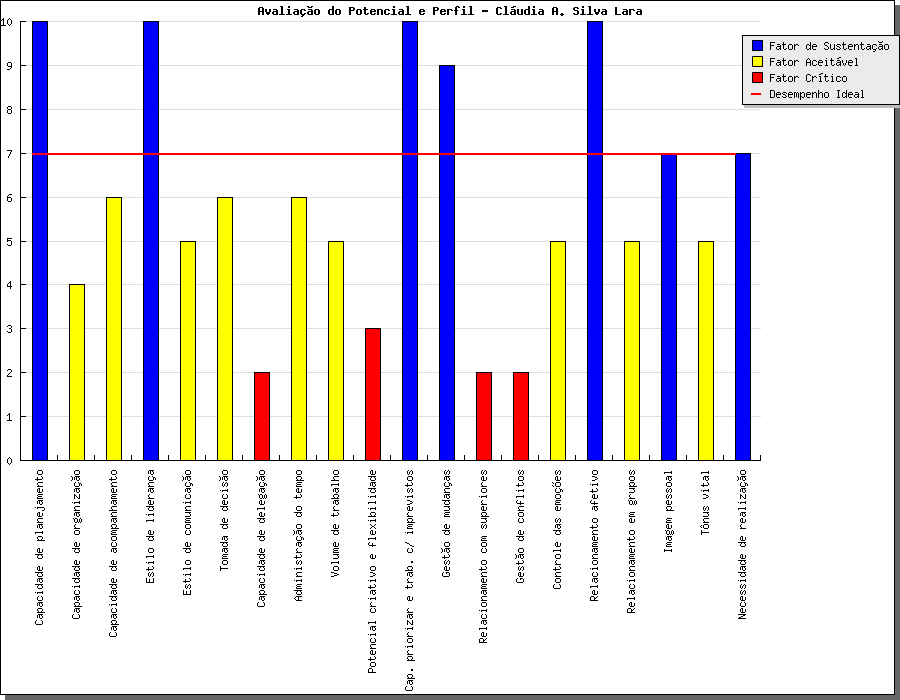 Avaliação do Potencial e Perfil - Cláudia A. Silva Lara
Fator de Sustentação
Fator Aceitável
Fator Crítico
Desempenho Ideal
10
9
8
7
6
5
4
3
2
1
0
Capacidade de planejamento
Capacidade de organização
Capacidade de acompanhamento
Estilo de liderança
Estilo de comunicação
Tomada de decisão
Capacidade de delegação
Administração do tempo
Volume de trabalho
Potencial criativo e flexibilidade
Cap. priorizar e trab. c/ imprevistos
Gestão de mudanças
Relacionamento com superiores
Gestão de conflitos
Controle das emoções
Relacionamento afetivo
Relacionamento em grupos
Imagem pessoal
Tônus vital
Necessidade de realização